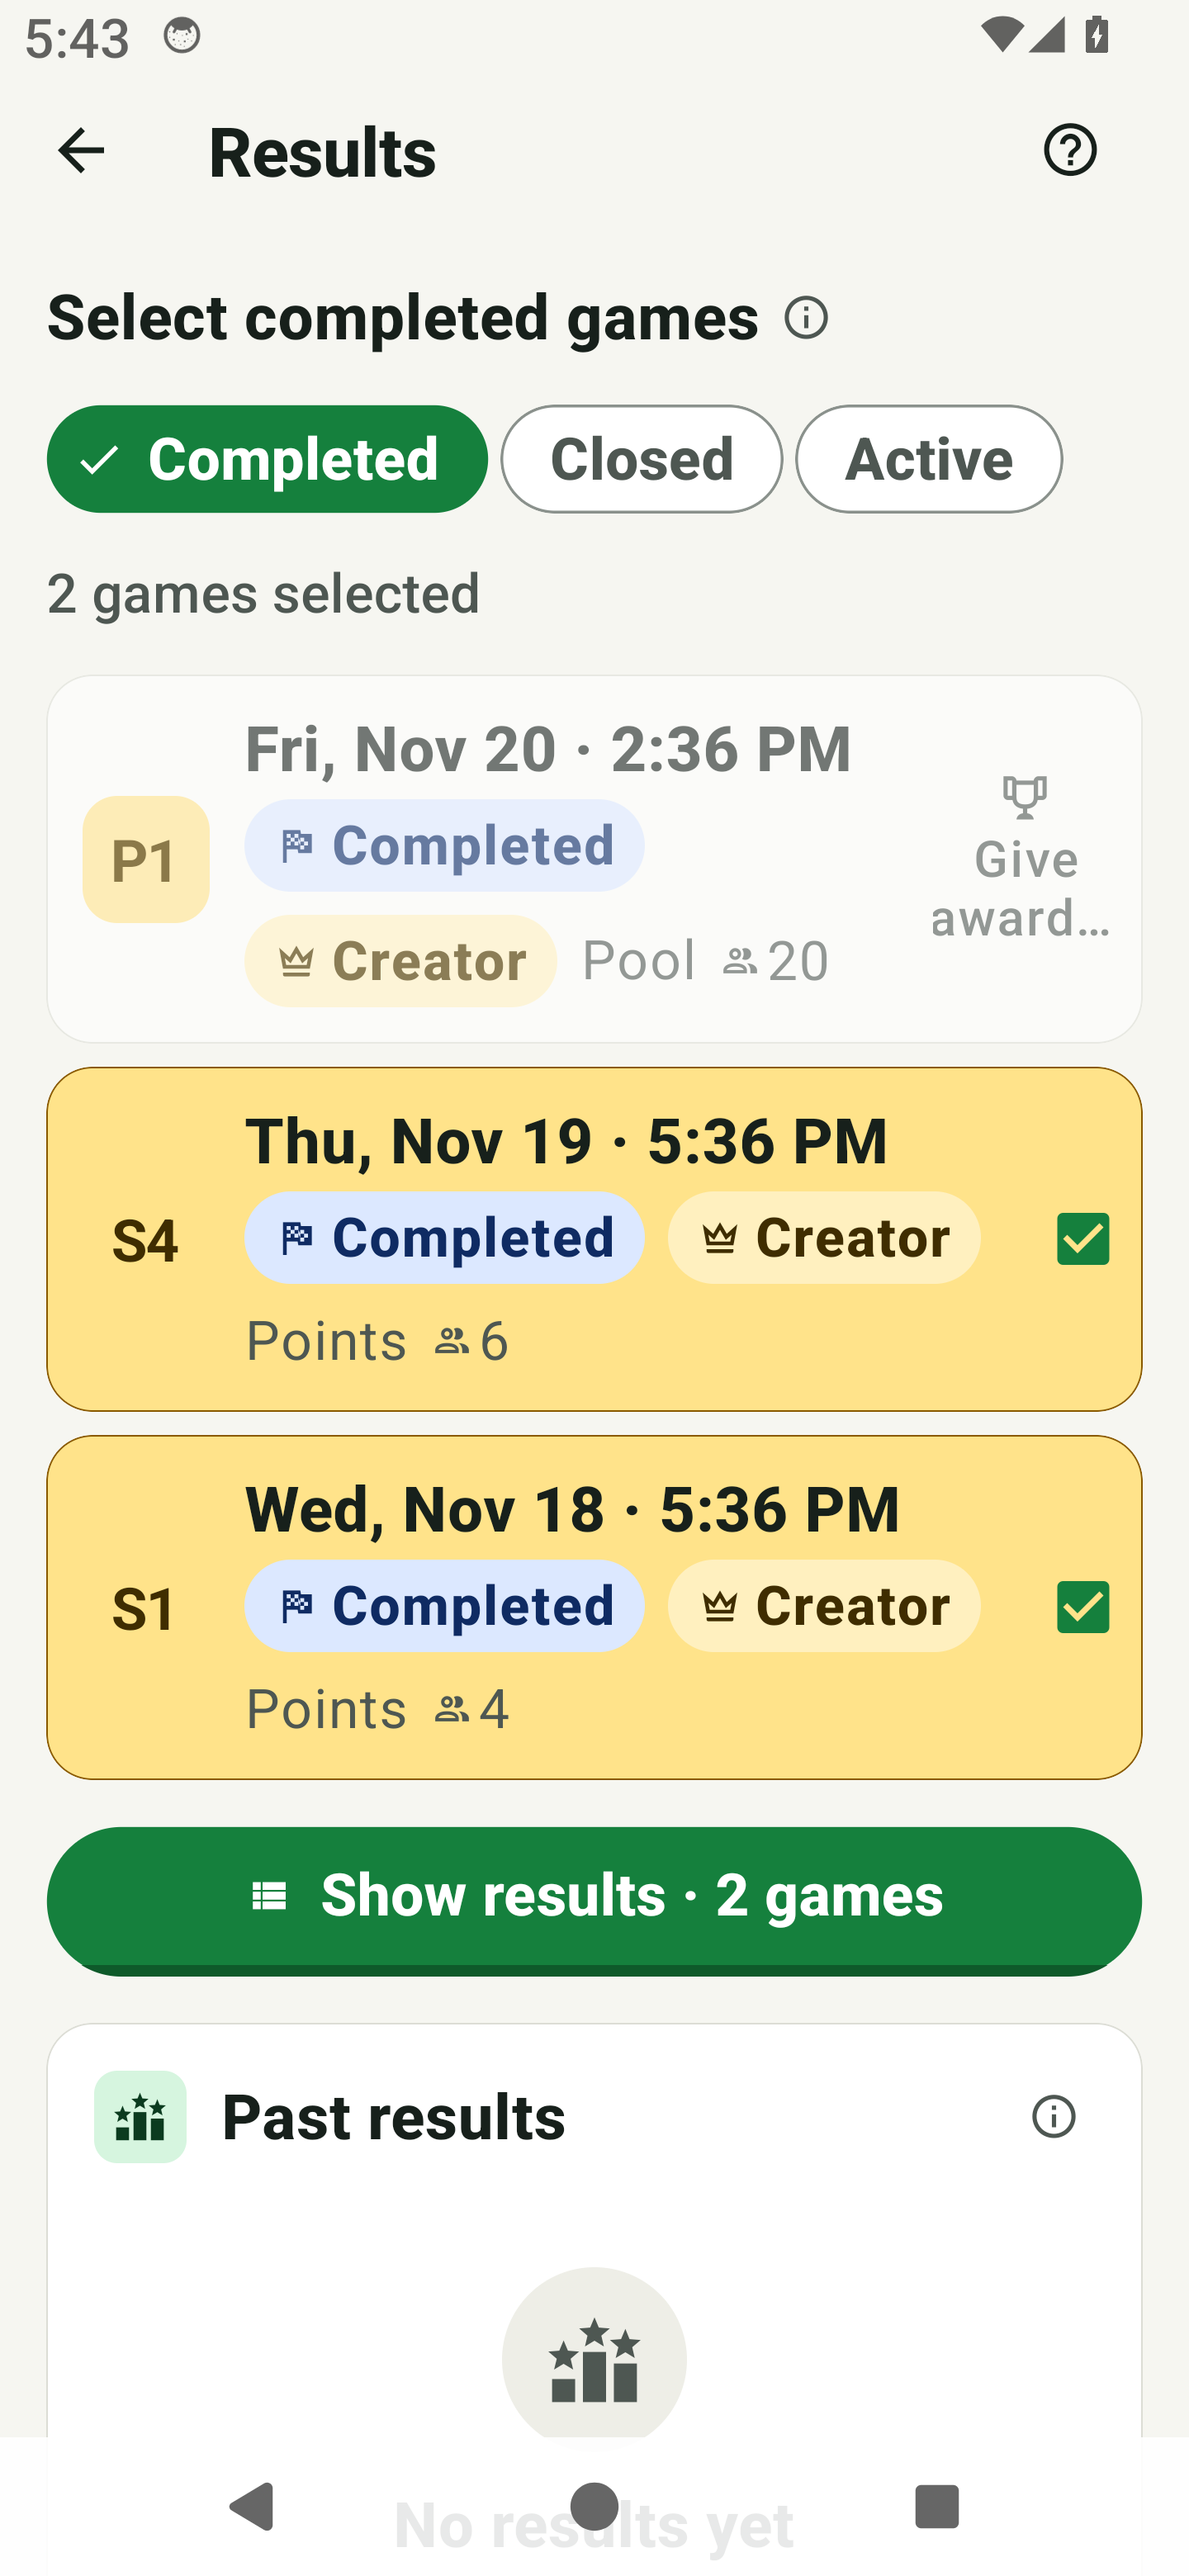 5:43
Results
Select completed games
Completed Closed Active
2 games selected
Fri, Nov 20 · 2:36 PM
P1
Completed
Give
award…
Creator Pool 20
Thu, Nov 19 · 5:36 PM
S4
Completed Creator
Points 6
Wed, Nov 18 · 5:36 PM
S1
Completed Creator
Points 4
Show results · 2 games
Past results
No results yet